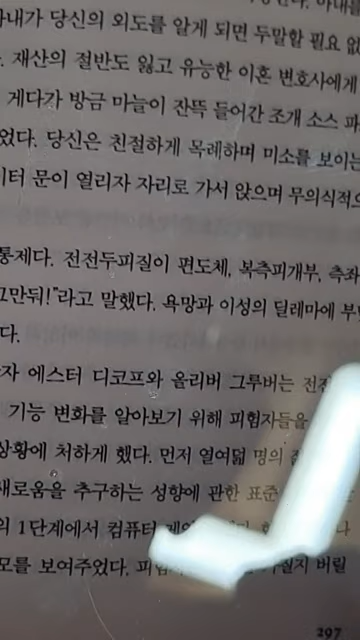 아내가 당신의 외도를 알게 되면 두말할 필요
재산의 절반도 잃고 유능한 이혼 변호사에게
게다가 방금 마늘이 잔뜩 들어간 조개 소스 파
었다. 당신은 친절하게 목례하며 미소를 보이는
문이 열리자 자리로 가서 앉으며 무의식적으
통제다. 전전두피질이 편도체, 복측피개부, 측좌
그만둬!”라고 말했다. 욕망과 이성의 딜레마에
다.
자 에스터 디코프와 올리버 그루버는
기능 변화를 알아보기 위해 피험자들을
상황에 처하게 했다. 먼저 열여덟 명의
새로움을 추구하는 성향에 관한 표준
의 1단계에서 컴퓨터
모를 보여주었다. 버릴
297